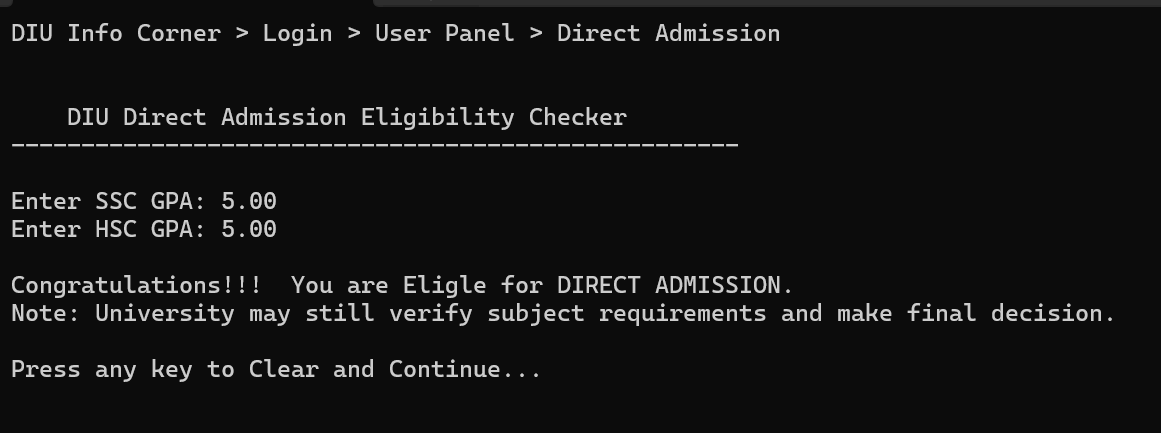 DIU Info Corner > Login > User Panel > Direct Admission
DIU Direct Admission Eligibility Checker
----------------------------------------------------
Enter SSC GPA: 5.00
Enter HSC GPA: 5.00
Congratulations!!!  You are Eligle for DIRECT ADMISSION.
Note: University may still verify subject requirements and make final decision.
Press any key to Clear and Continue...